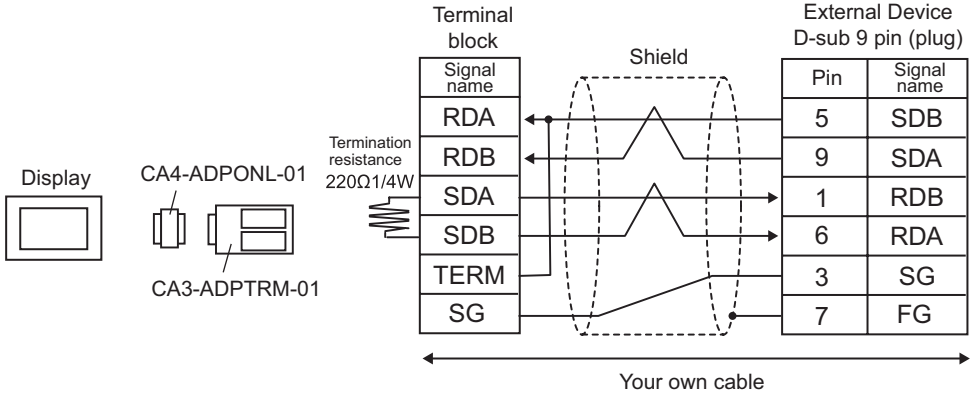 Display
CA4-ADPONL-01
CA3-ADPTRM-01
Termination
resistance
220Ω1/4W
Terminal
block
Signal
name
RDA
RDB
SDA
SDB
TERM
SG
Shield
External Device
D-sub 9 pin (plug)
Pin Signal
name
5 SDB
9 SDA
1 RDB
6 RDA
3 SG
7 FG
Your own cable